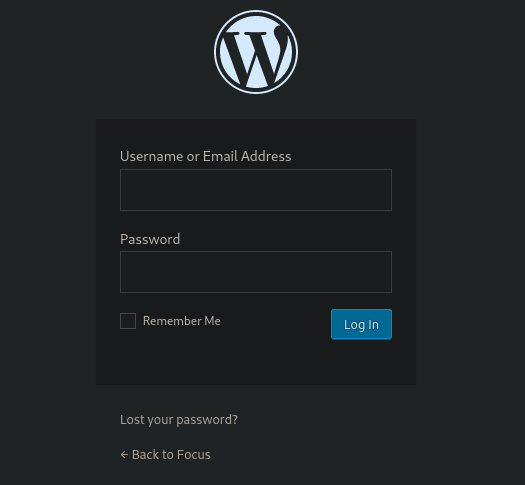 Username or Email Address
Password
Remember Me
Log In
Lost your password?
← Back to Focus